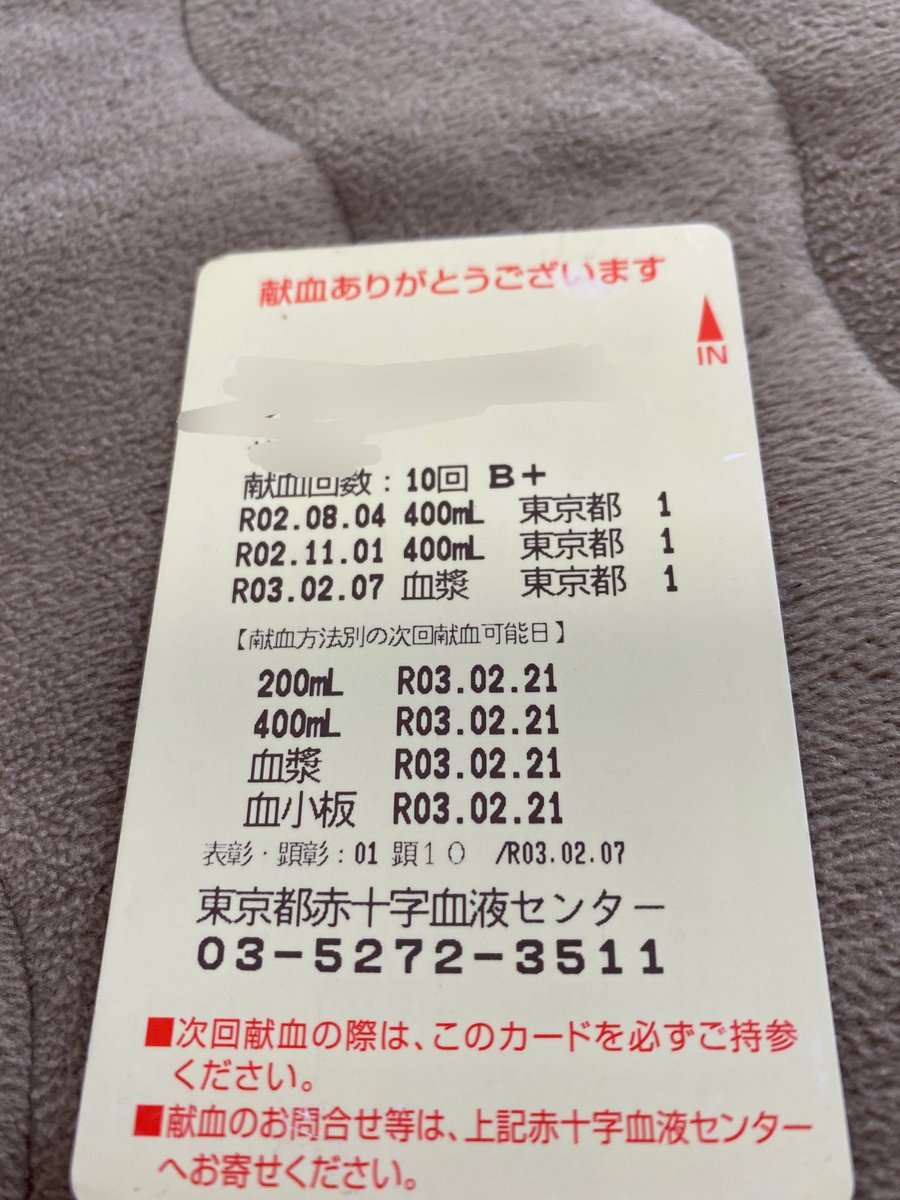 献血ありがとうございます
IN
献血回数：10回 B+
R02.08.04 400mL 東京都 1
R02.11.01 400mL 東京都 1
R03.02.07 血漿 東京都 1
【献血方法別の次回献血可能日】
200mL R03.02.21
400mL R03.02.21
血漿 R03.02.21
血小板 R03.02.21
表彰・顕彰：01 顕10 /R03.02.07
東京都赤十字血液センター
03-5272-3511
■次回献血の際は、このカードを必ずご持参
ください。
■献血のお問合せ等は、上記赤十字血液センター
へお寄せください。